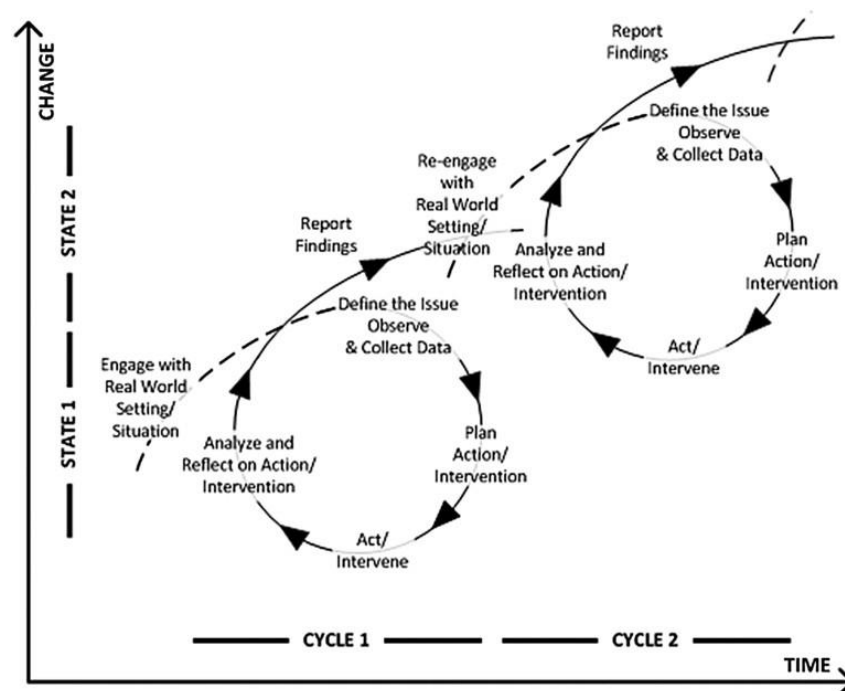 CHANGE
STATE 2
STATE 1
Report
Findings
Define the Issue
Observe
& Collect Data
Re-engage
with
Real World
Setting/
Situation
Plan
Action/
Intervention
Analyze and
Reflect on Action/
Intervention
Act/
Intervene
Report
Findings
Define the Issue
Observe
& Collect Data
Engage with
Real World
Setting/
Situation
Plan
Action/
Intervention
Analyze and
Reflect on Action/
Intervention
Act/
Intervene
CYCLE 1
CYCLE 2
TIME